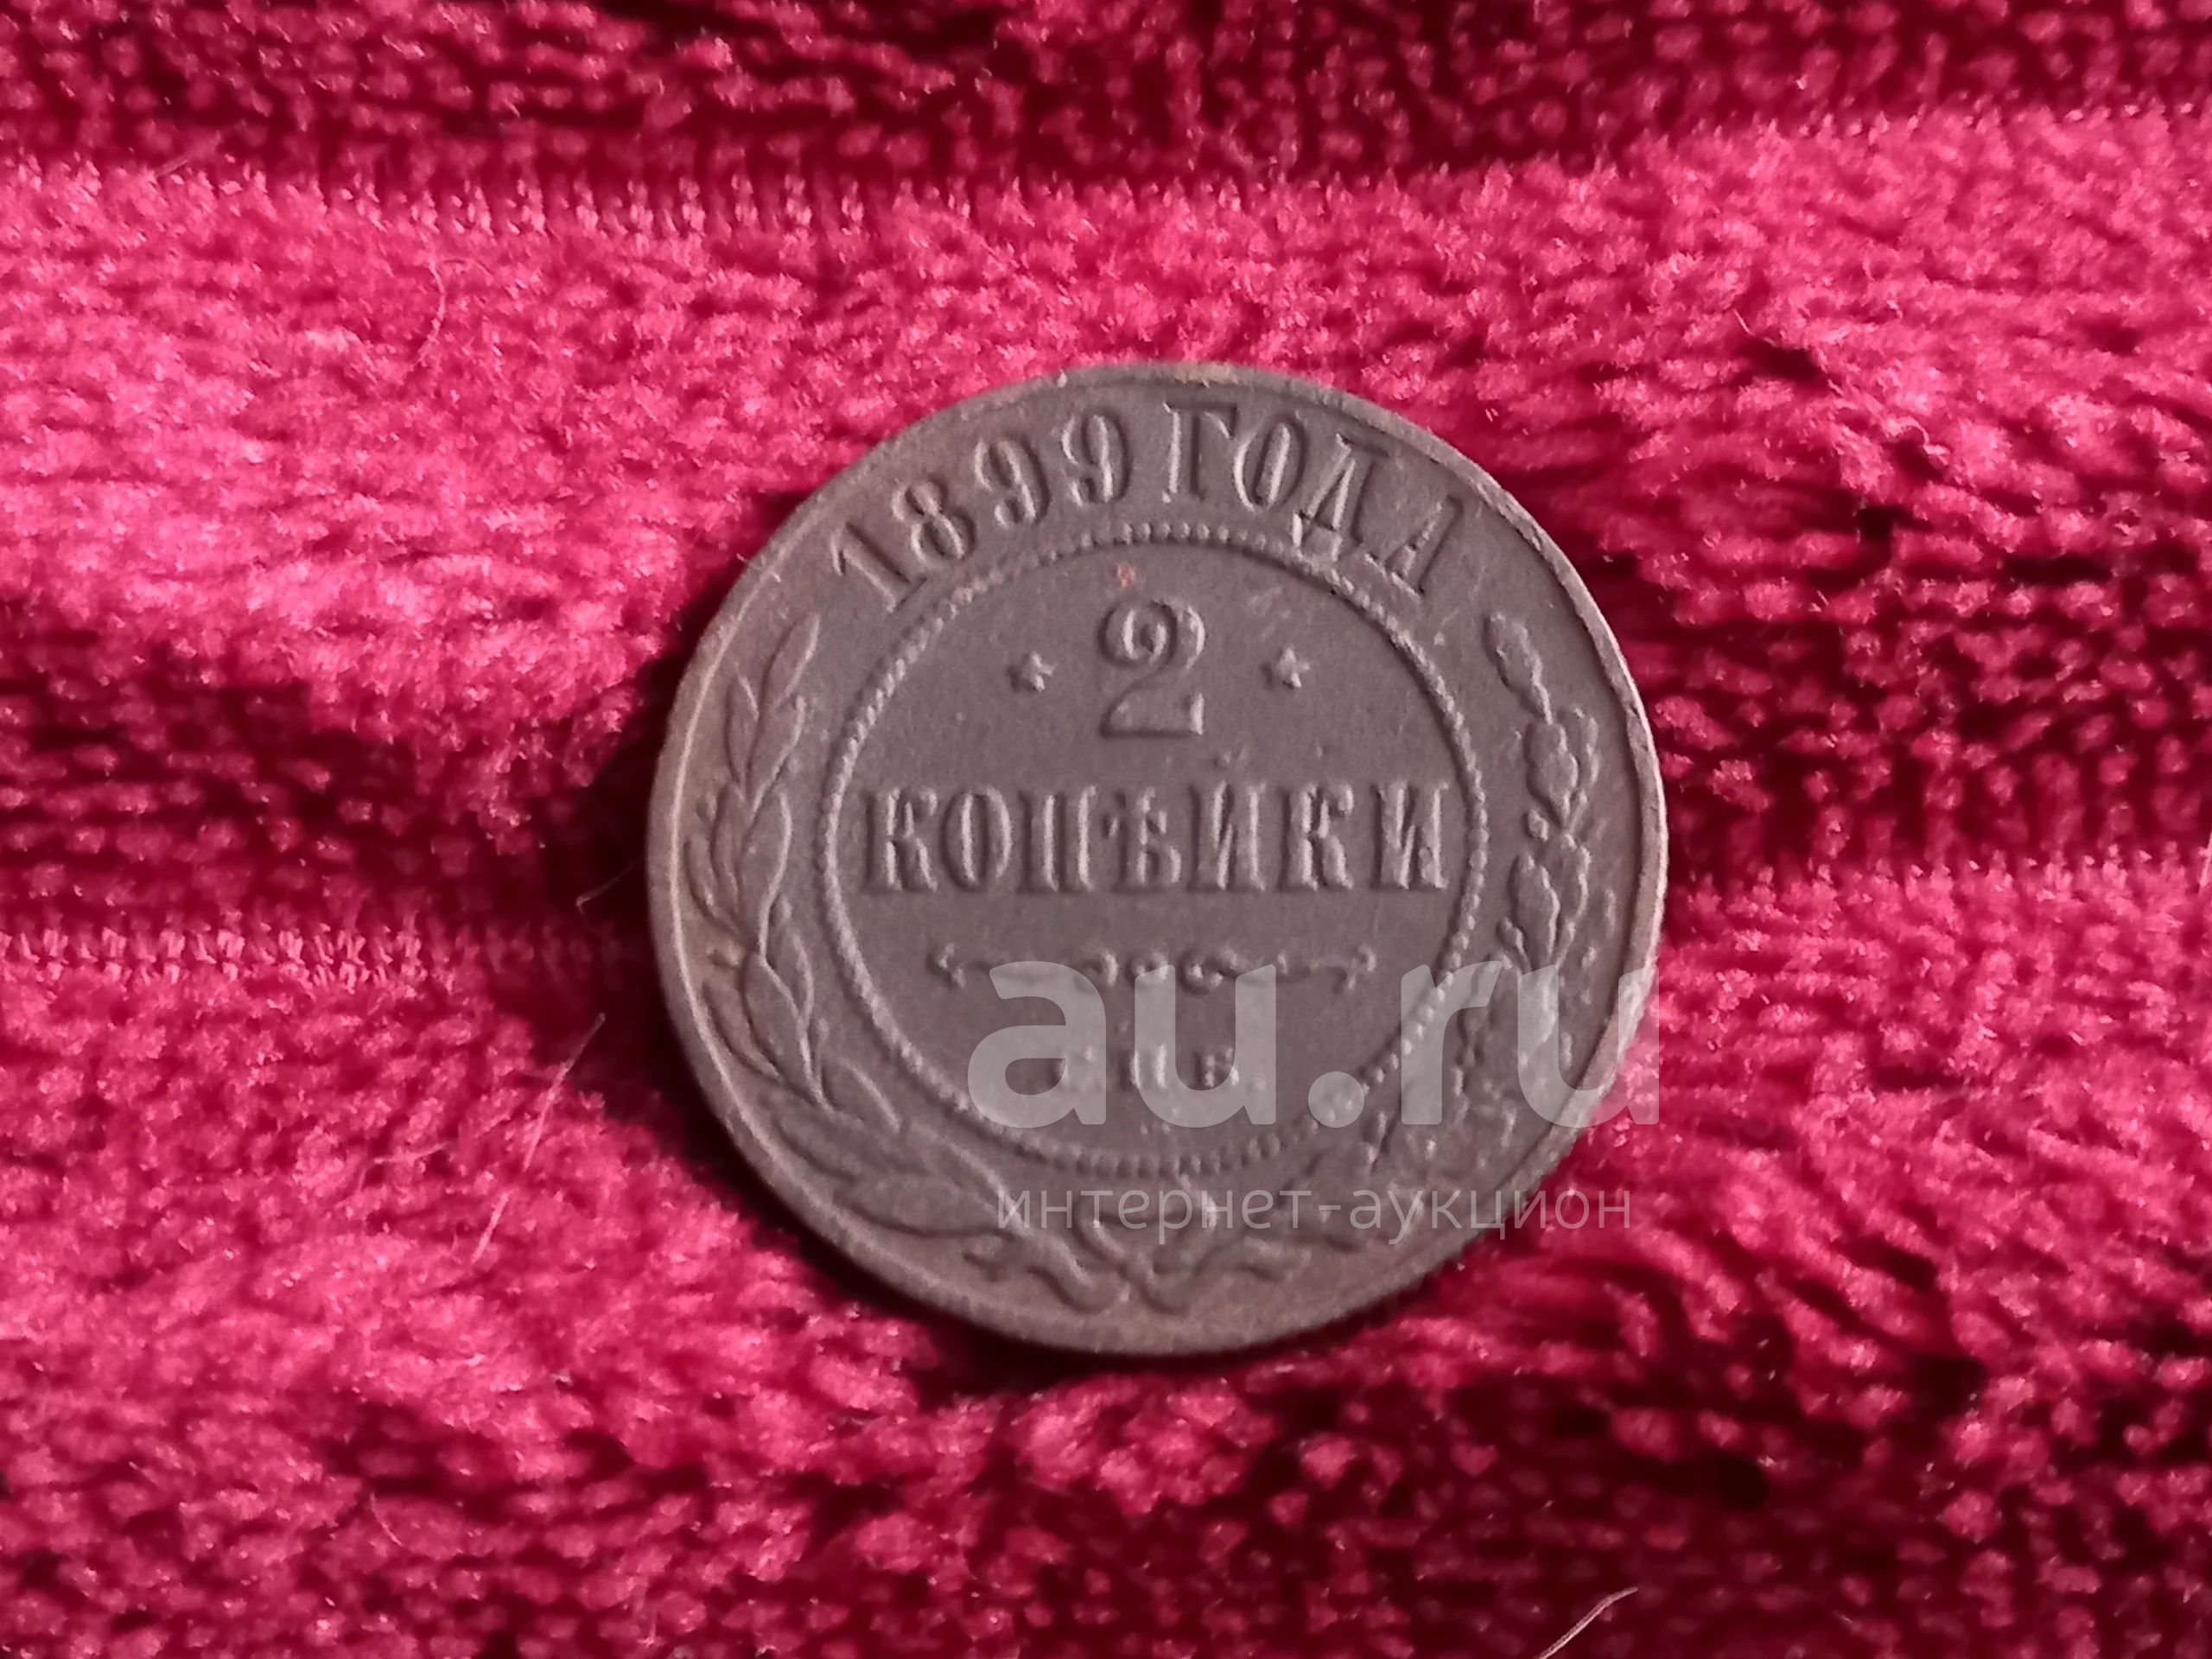 1899 ГОДА
2
КОПѢЙКИ
С.П.Б.
au.ru
интернет-аукцион